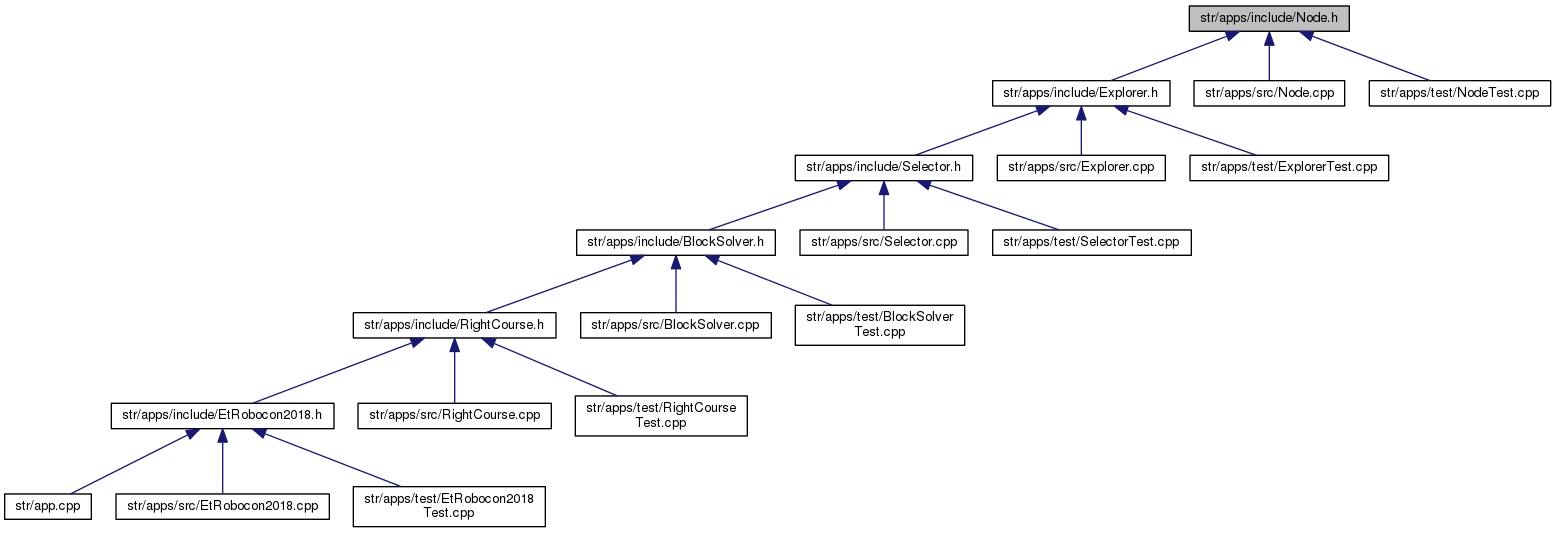 str/apps/include/Node.h
str/apps/include/Explorer.h
str/apps/src/Node.cpp
str/apps/test/NodeTest.cpp
str/apps/include/Selector.h
str/apps/src/Explorer.cpp
str/apps/test/ExplorerTest.cpp
str/apps/include/BlockSolver.h
str/apps/src/Selector.cpp
str/apps/test/SelectorTest.cpp
str/apps/include/RightCourse.h
str/apps/src/BlockSolver.cpp
str/apps/test/BlockSolver
Test.cpp
str/apps/include/EtRobocon2018.h
str/apps/src/RightCourse.cpp
str/apps/test/RightCourse
Test.cpp
str/app.cpp
str/apps/src/EtRobocon2018.cpp
str/apps/test/EtRobocon2018
Test.cpp